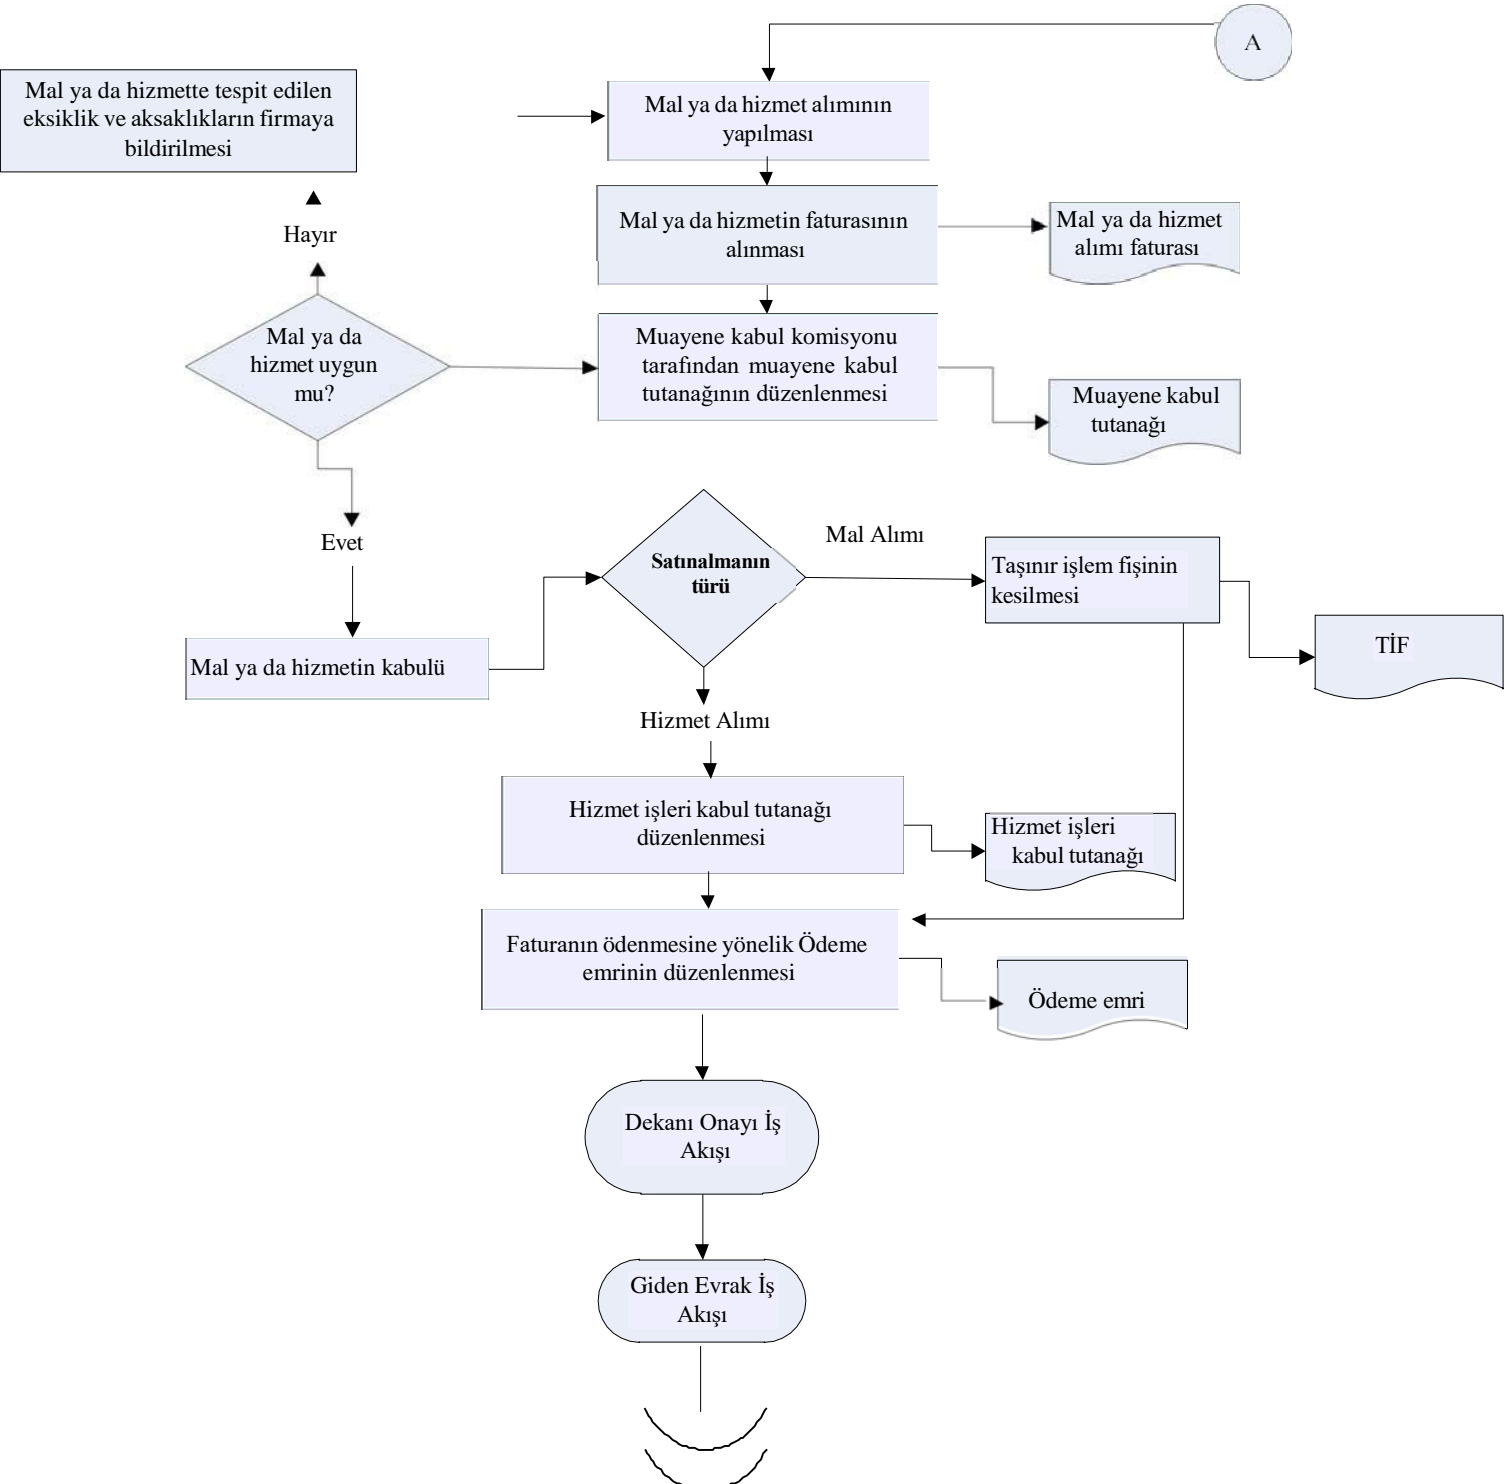 A
Mal ya da hizmette tespit edilen
eksiklik ve aksaklıkların firmaya
bildirilmesi
Mal ya da hizmet alımının
yapılması
Mal ya da hizmetin faturasının
alınması
Mal ya da hizmet
alımı faturası
Hayır
Mal ya da
hizmet uygun
mu?
Muayene kabul komisyonu
tarafından muayene kabul
tutanağının düzenlenmesi
Muayene kabul
tutanağı
Evet
Mal ya da hizmetin kabulü
Satınalmanın
türü
Mal Alımı
Taşınır işlem fişinin
kesilmesi
TİF
Hizmet Alımı
Hizmet işleri kabul tutanağı
düzenlenmesi
Hizmet işleri
kabul tutanağı
Faturanın ödenmesine yönelik Ödeme
emrinin düzenlenmesi
Ödeme emri
Dekanı Onayı İş
Akışı
Giden Evrak İş
Akışı